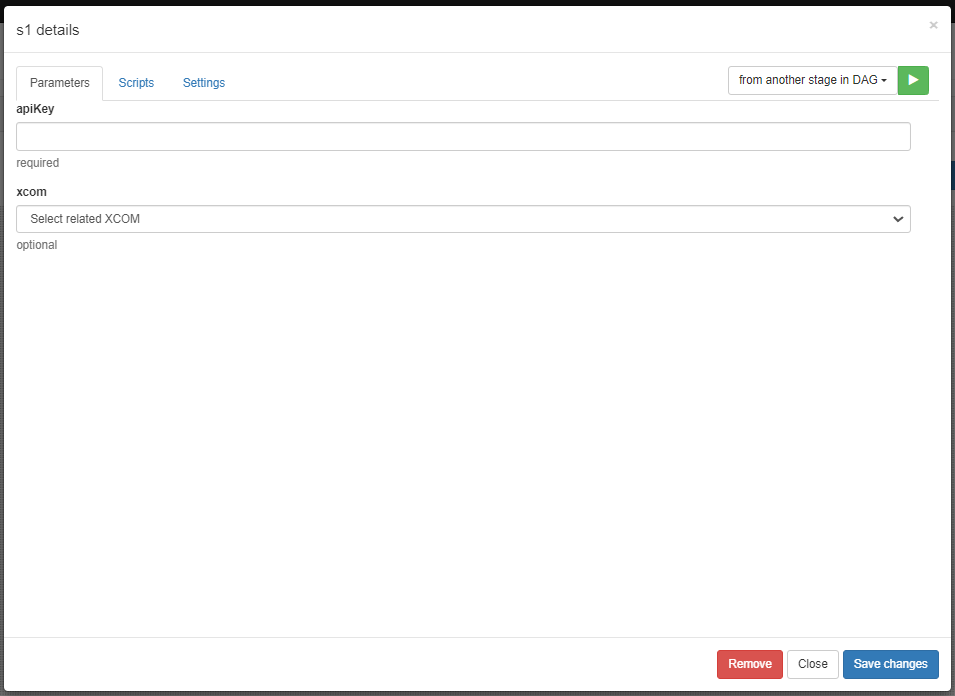 s1 details
×
Parameters Scripts Settings from another stage in DAG
apiKey
required
xcom
Select related XCOM
optional
Remove Close Save changes